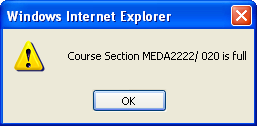 Windows Internet Explorer
Course Section MEDA2222/ 020 is full
OK